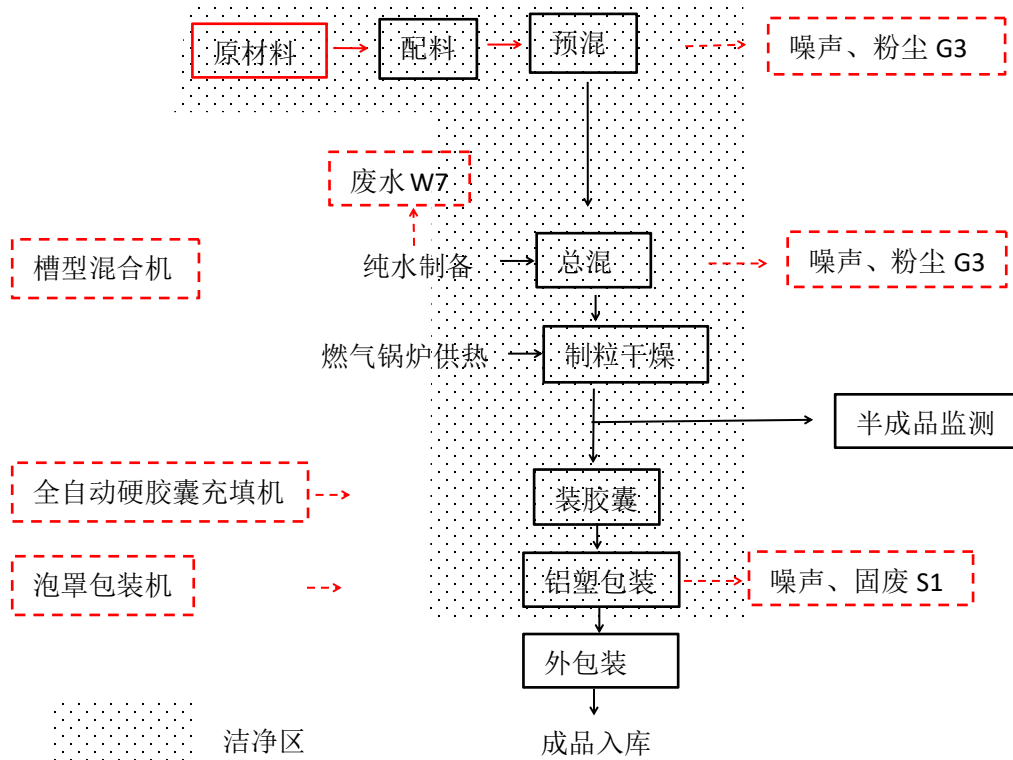 原材料
配料
预混
噪声、粉尘 G3
废水 W7
槽型混合机
纯水制备
总混
噪声、粉尘 G3
燃气锅炉供热
制粒干燥
半成品监测
全自动硬胶囊充填机
装胶囊
泡罩包装机
铝塑包装
噪声、固废 S1
外包装
洁净区
成品入库